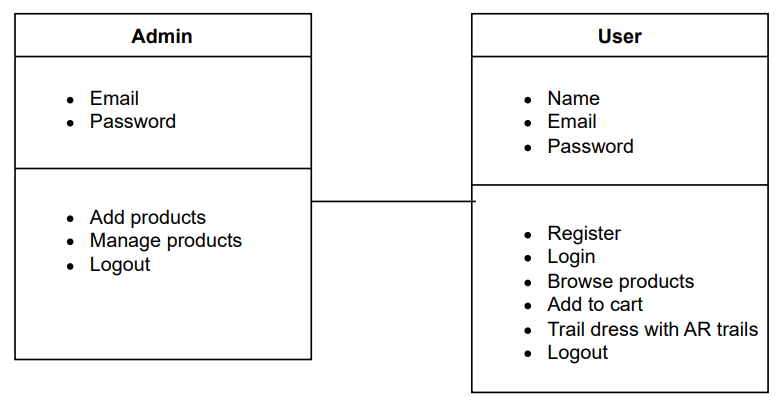 Admin
Email
Password
Add products
Manage products
Logout
User
Name
Email
Password
Register
Login
Browse products
Add to cart
Trail dress with AR trails
Logout